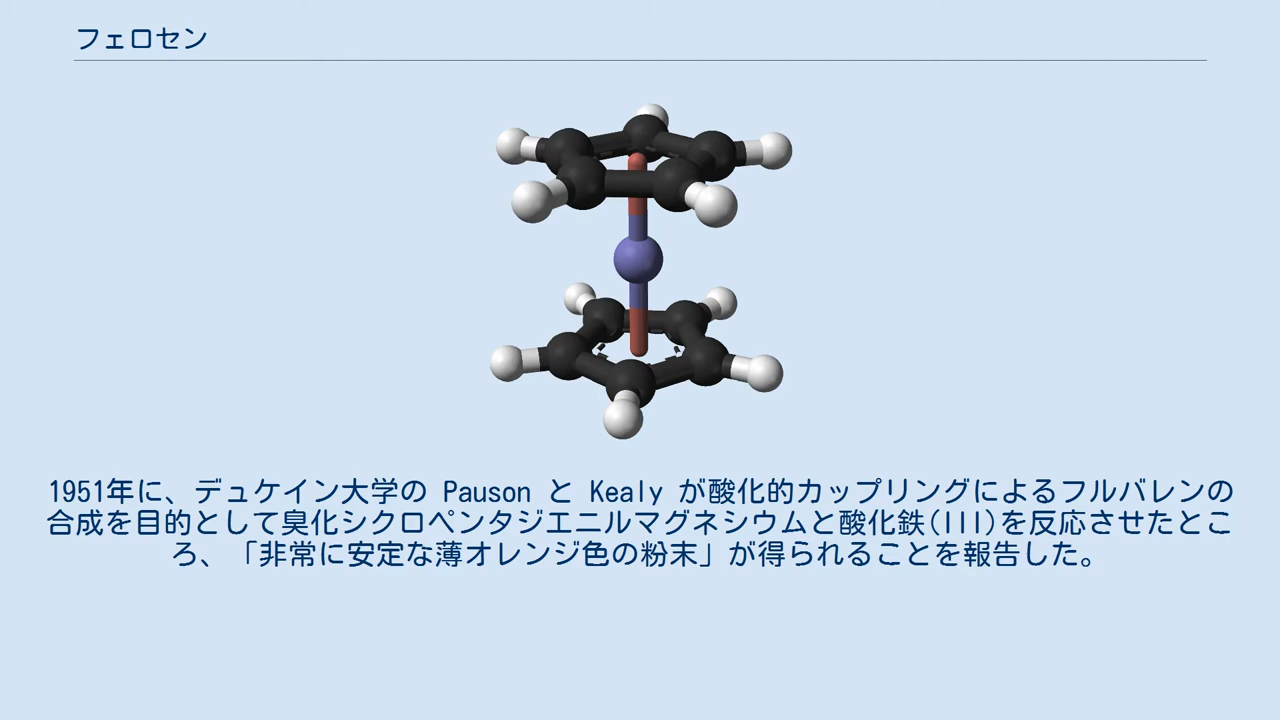 フェロセン
1951年に、デュケイン大学の Pauson と Kealy が酸化的カップリングによるフルバレンの
合成を目的として臭化シクロペンタジエニルマグネシウムと酸化鉄(III)を反応させたとこ
ろ、「非常に安定な薄オレンジ色の粉末」が得られることを報告した。